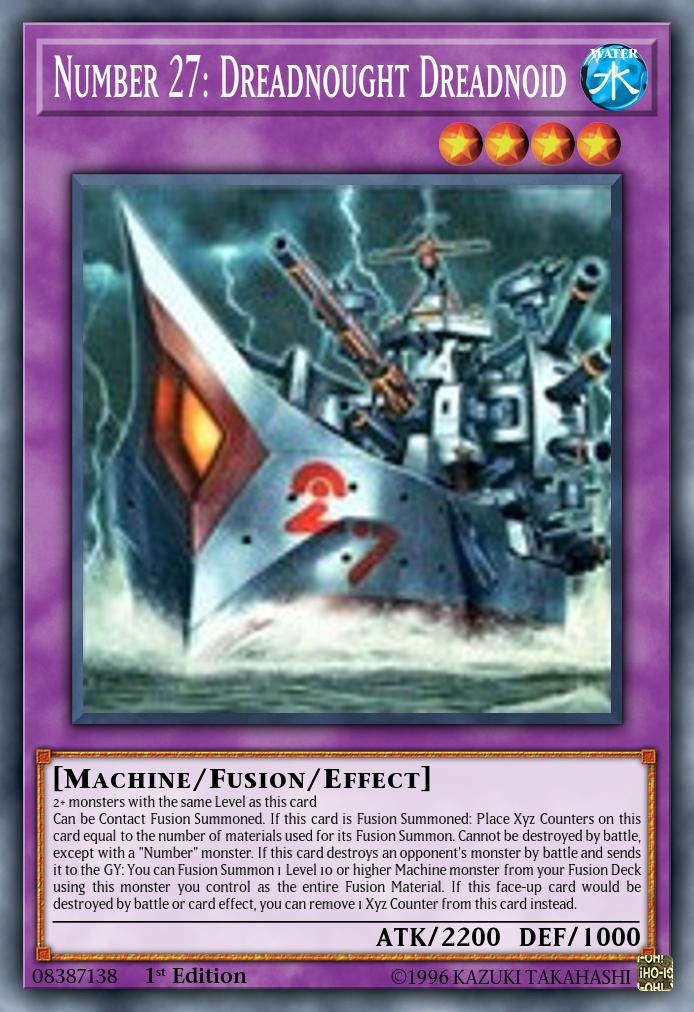 Number 27: Dreadnought Dreadnoid
WATER
水
27
[Machine/Fusion/Effect]
2+ monsters with the same Level as this card
Can be Contact Fusion Summoned. If this card is Fusion Summoned: Place Xyz Counters on this
card equal to the number of materials used for its Fusion Summon. Cannot be destroyed by battle,
except with a "Number" monster. If this card destroys an opponent's monster by battle and sends
it to the GY: You can Fusion Summon 1 Level 10 or higher Machine monster from your Fusion Deck
using this monster you control as the entire Fusion Material. If this face-up card would be
destroyed by battle or card effect, you can remove 1 Xyz Counter from this card instead.
ATK/2200 DEF/1000
08387138 1st Edition ©1996 KAZUKI TAKAHASHI